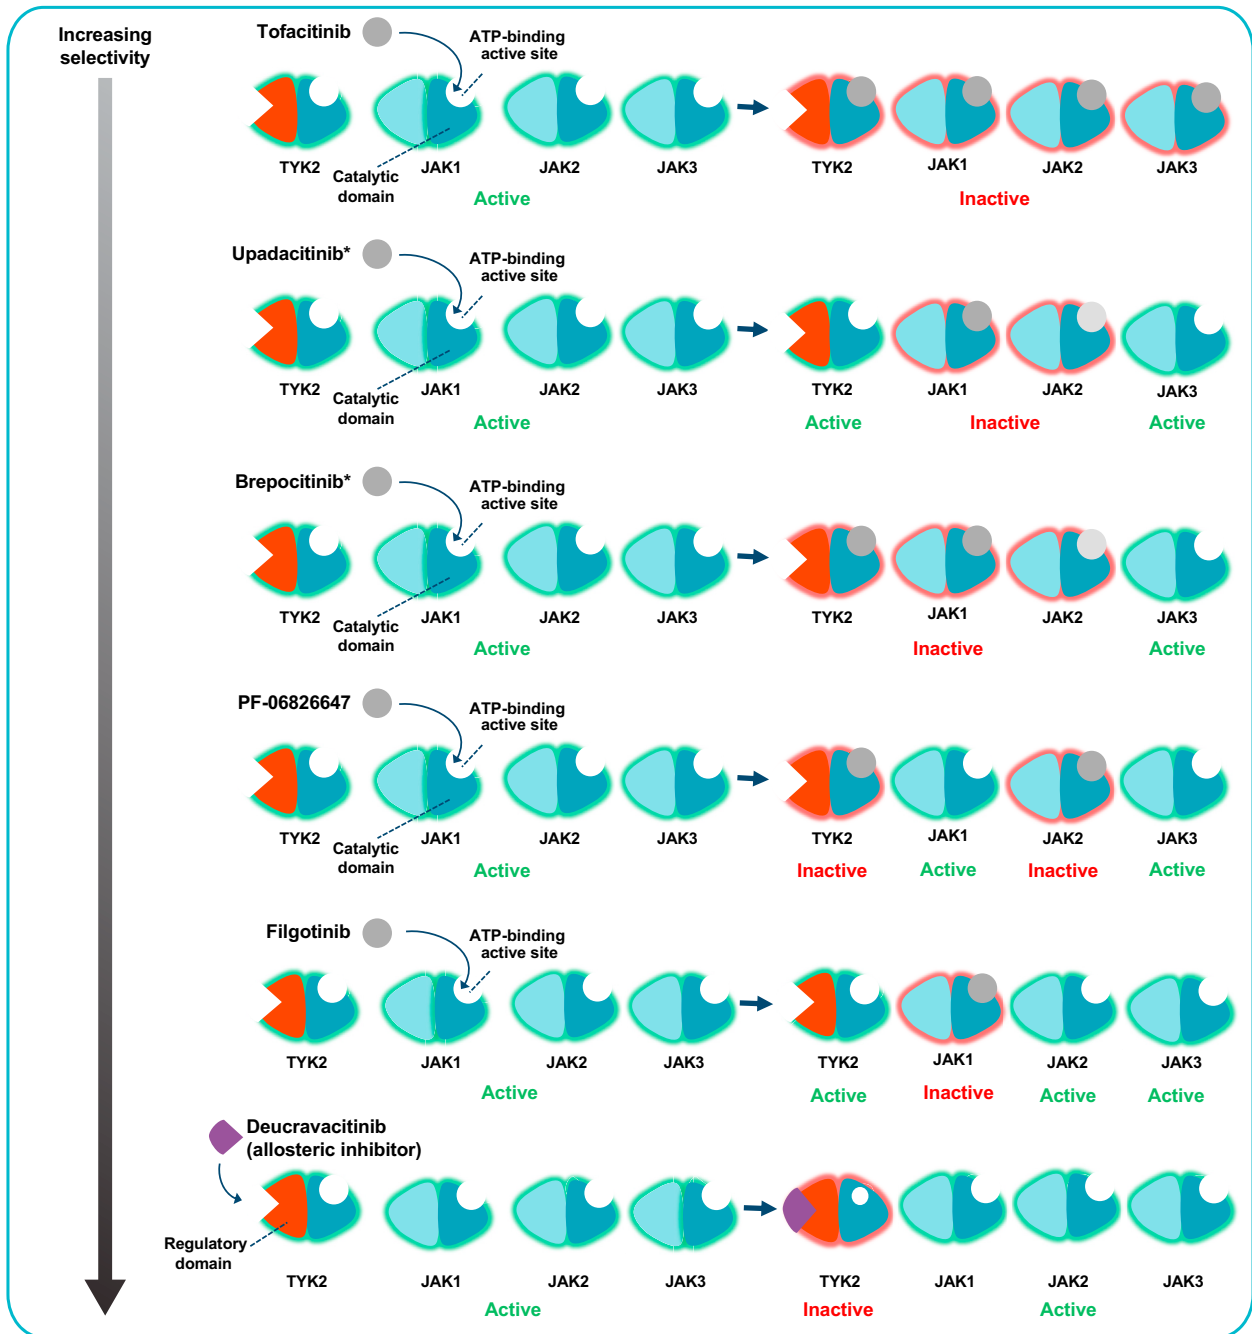 Increasing
selectivity
Tofacitinib
ATP-binding
active site
TYK2
JAK1
JAK2
JAK3
TYK2
JAK1
JAK2
JAK3
Catalytic
domain
Active
Inactive
Upadacitinib*
ATP-binding
active site
TYK2
JAK1
JAK2
JAK3
TYK2
JAK1
JAK2
JAK3
Catalytic
domain
Active
Active
Inactive
Active
Brepocitinib*
ATP-binding
active site
TYK2
JAK1
JAK2
JAK3
TYK2
JAK1
JAK2
JAK3
Catalytic
domain
Active
Inactive
Active
PF-06826647
ATP-binding
active site
TYK2
JAK1
JAK2
JAK3
TYK2
JAK1
JAK2
JAK3
Catalytic
domain
Active
Inactive
Active
Inactive
Active
Filgotinib
ATP-binding
active site
TYK2
JAK1
JAK2
JAK3
TYK2
JAK1
JAK2
JAK3
Active
Active
Inactive
Active
Active
Deucravacitinib
(allosteric inhibitor)
Regulatory
domain
TYK2
JAK1
JAK2
JAK3
TYK2
JAK1
JAK2
JAK3
Active
Inactive
Active